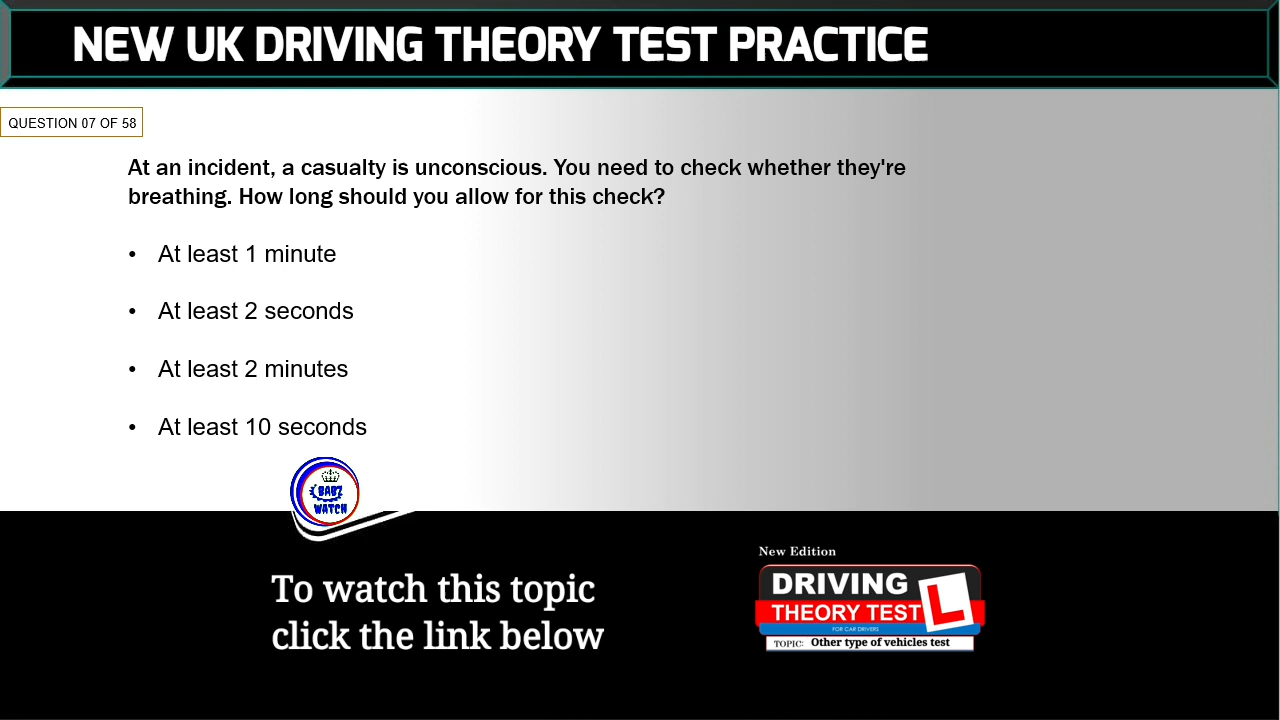 NEW UK DRIVING THEORY TEST PRACTICE
QUESTION 07 OF 58
At an incident, a casualty is unconscious. You need to check whether they're
breathing. How long should you allow for this check?
• At least 1 minute
• At least 2 seconds
• At least 2 minutes
• At least 10 seconds
BABZ
WATCH
To watch this topic
click the link below
New Edition
DRIVING
THEORY TEST
L
FOR CAR DRIVERS
TOPIC: Other type of vehicles test